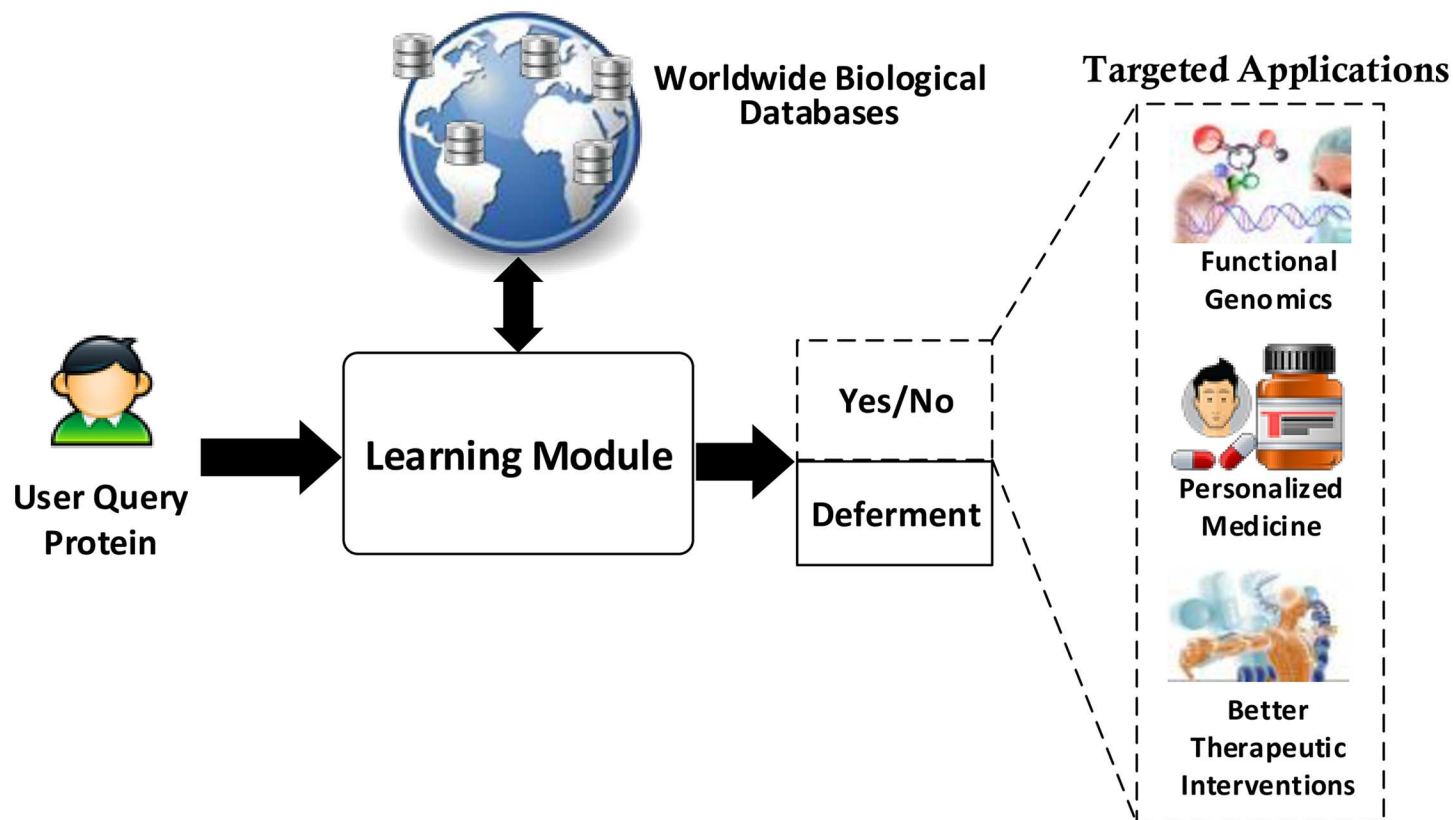 Worldwide Biological
Databases
Targeted Applications
Functional
Genomics
User Query
Protein
Learning Module
Yes/No
Deferment
Personalized
Medicine
Better
Therapeutic
Interventions